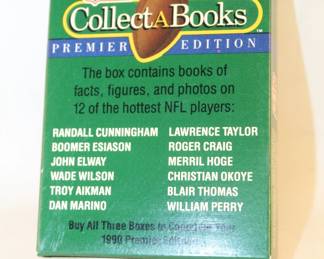 CollectABooks™
PREMIER EDITION
The box contains books of
facts, figures, and photos on
12 of the hottest NFL players:
RANDALL CUNNINGHAM LAWRENCE TAYLOR
BOOMER ESIASON ROGER CRAIG
JOHN ELWAY MERRIL HOGE
WADE WILSON CHRISTIAN OKOYE
TROY AIKMAN BLAIR THOMAS
DAN MARINO WILLIAM PERRY
Buy All Three Boxes to Complete Your
1990 Premier Edition